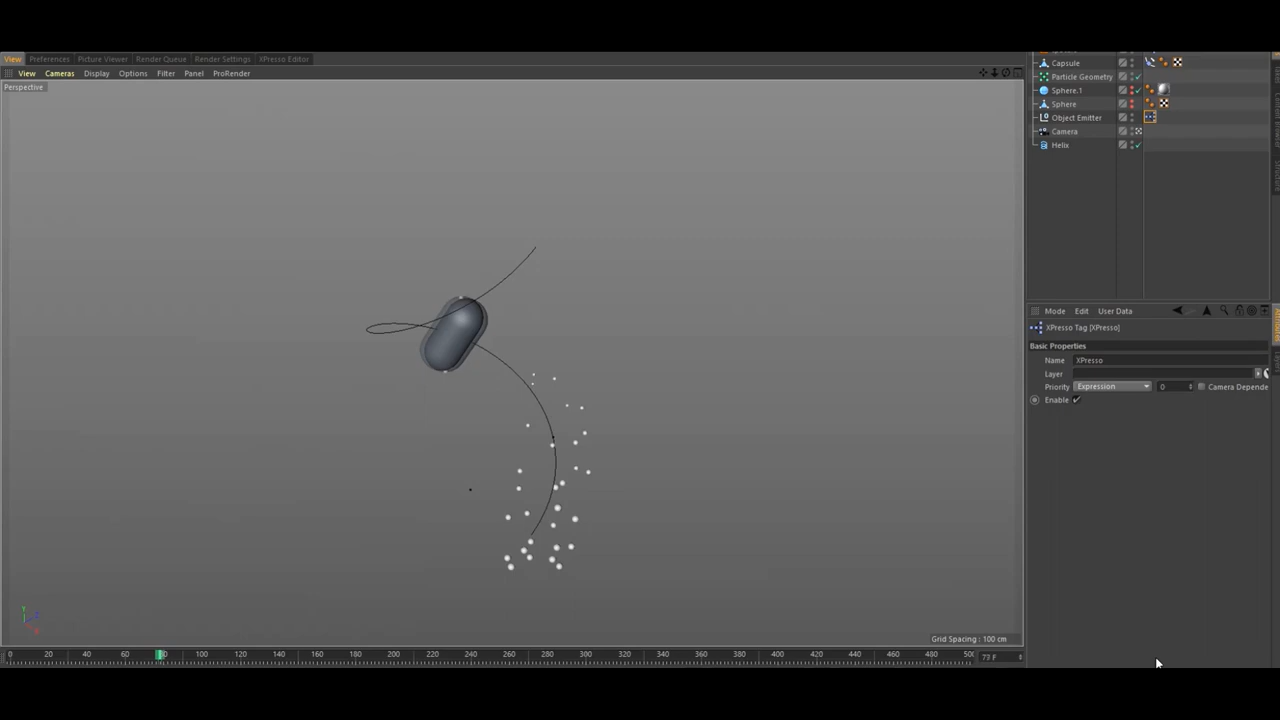 View Preferences Picture Viewer Render Queue Render Settings XPresso Editor
View Cameras Display Options Filter Panel ProRender
Perspective
Capsule
Particle Geometry
Sphere.1
Sphere
Object Emitter
Camera
Helix
Mode Edit User Data
XPresso Tag [XPresso]
Basic Properties
Name XPresso
Layer
Priority Expression 0 Camera Depende
Enable
Attributes
Y
Grid Spacing : 100 cm
0 20 40 60 100 120 140 160 180 200 220 240 260 280 300 320 340 360 380 400 420 440 460 480